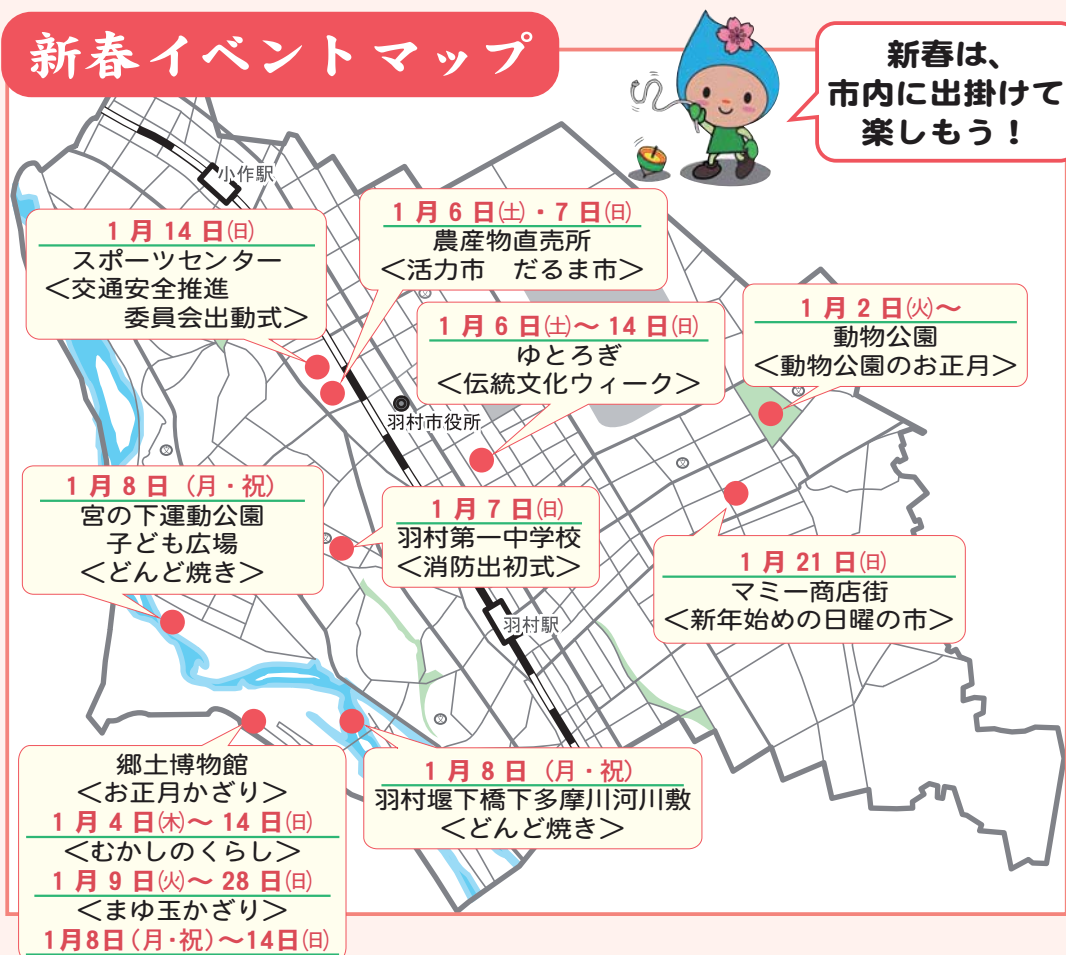 新春イベントマップ
新春は、
市内に出掛けて
楽しもう！
小作駅
1月14日(日)
スポーツセンター
＜交通安全推進
委員会出動式＞
1月6日(土)・7日(日)
農産物直売所
＜活力市　だるま市＞
1月6日(土)～14日(日)
ゆとろぎ
＜伝統文化ウィーク＞
1月2日(火)～
動物公園
＜動物公園のお正月＞
羽村市役所
1月8日（月・祝）
宮の下運動公園
子ども広場
＜どんど焼き＞
1月7日(日)
羽村第一中学校
＜消防出初式＞
羽村駅
1月21日(日)
マミー商店街
＜新年始めの日曜の市＞
郷土博物館
＜お正月かざり＞
1月4日(木)～14日(日)
＜むかしのくらし＞
1月9日(火)～28日(日)
＜まゆ玉かざり＞
1月8日（月・祝）～14日(日)
1月8日（月・祝）
羽村堰下橋下多摩川河川敷
＜どんど焼き＞